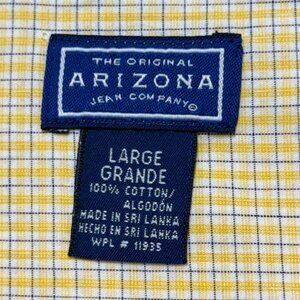 THE ORIGINAL
ARIZONA
JEAN COMPANY®
LARGE
GRANDE
100% COTTON/
ALGODÓN
MADE IN SRI LANKA
HECHO EN SRI LANKA
WPL # 11935